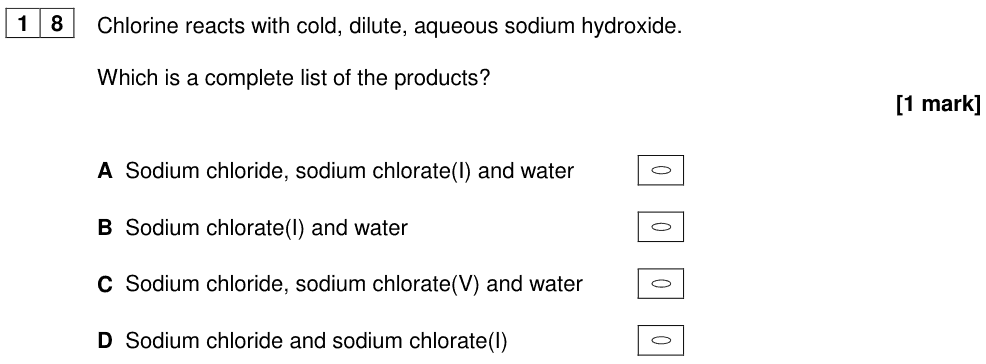 1 8 Chlorine reacts with cold, dilute, aqueous sodium hydroxide.
Which is a complete list of the products?
[1 mark]
A Sodium chloride, sodium chlorate(I) and water
B Sodium chlorate(I) and water
C Sodium chloride, sodium chlorate(V) and water
D Sodium chloride and sodium chlorate(I)